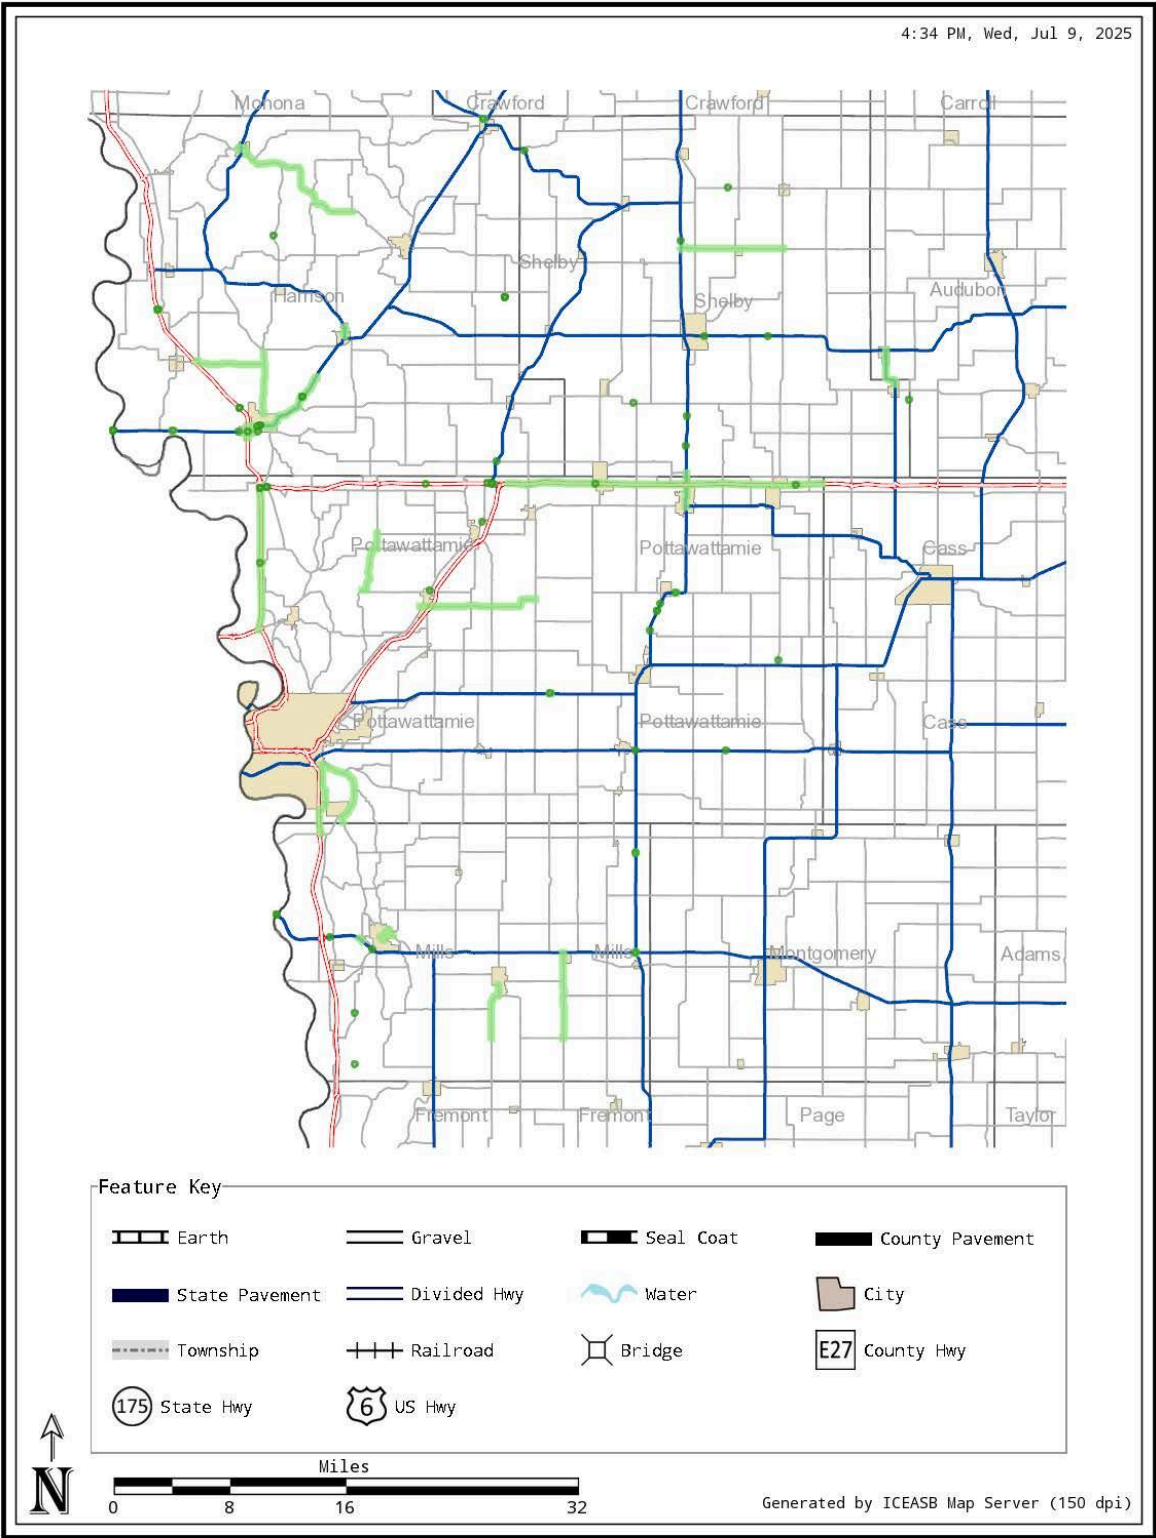 4:34 PM, Wed, Jul 9, 2025
Monona Crawford Crawford Carroll
Shelby
Harrison Shelby Audubon
Pottawattamie Pottawattamie Cass
Pottawattamie Pottawattamie Cass
Mills Mills Montgomery Adams
Fremont Fremont Page Taylor
Feature Key
Earth Gravel Seal Coat County Pavement
State Pavement Divided Hwy Water City
Township Railroad Bridge E27 County Hwy
175 State Hwy 6 US Hwy
N
Miles
0 8 16 32
Generated by ICEASB Map Server (150 dpi)